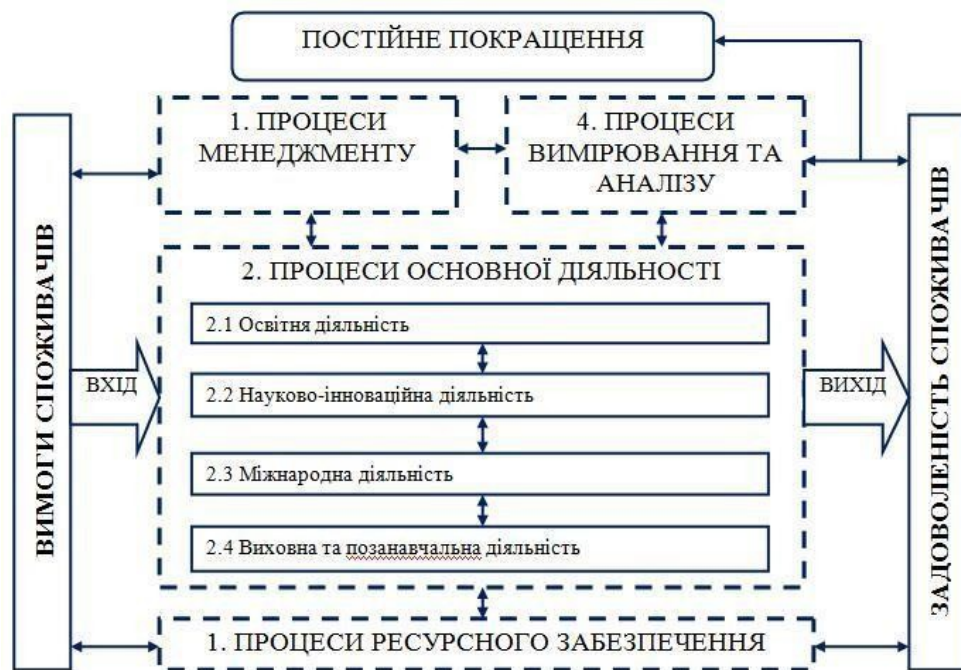 ПОСТІЙНЕ ПОКРАЩЕННЯ
1. ПРОЦЕСИ
МЕНЕДЖМЕНТУ
4. ПРОЦЕСИ
ВИМІРЮВАННЯ ТА
АНАЛІЗУ
ВИМОГИ СПОЖИВАЧІВ
ВХІД
2. ПРОЦЕСИ ОСНОВНОЇ ДІЯЛЬНОСТІ
2.1 Освітня діяльність
2.2 Науково-інноваційна діяльність
2.3 Міжнародна діяльність
2.4 Виховна та позанавчальна діяльність
ВИХІД
ЗАДОВОЛЕНІСТЬ СПОЖИВАЧІВ
1. ПРОЦЕСИ РЕСУРСНОГО ЗАБЕЗПЕЧЕННЯ